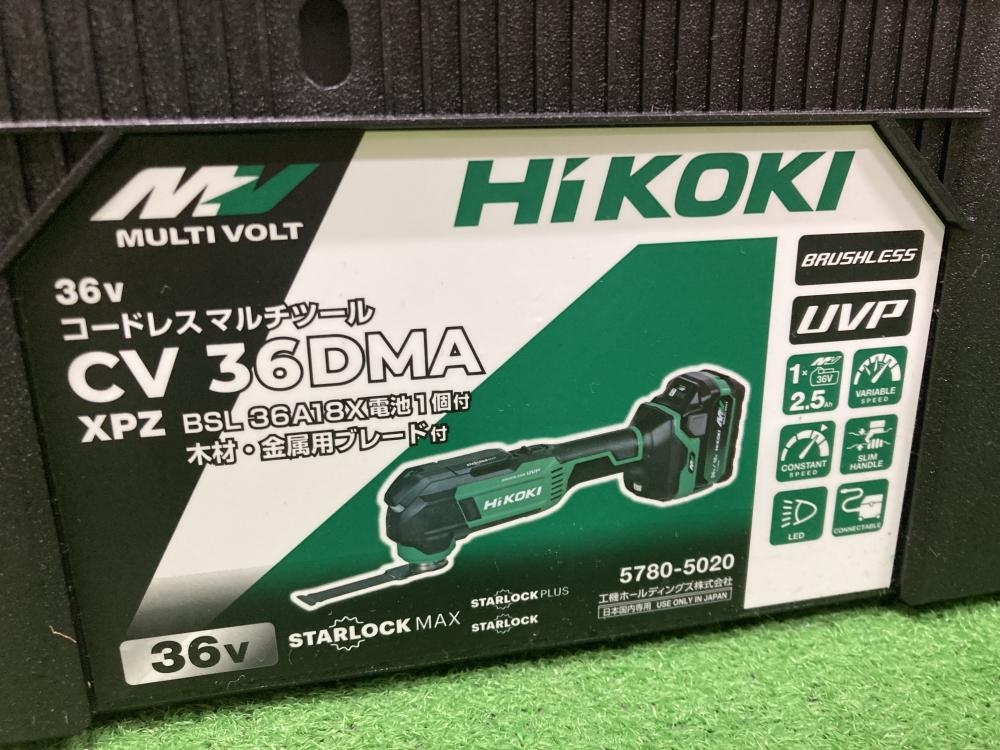 MV
MULTI VOLT
HiKOKI
36V
コードレスマルチツール
CV 36DMA
XPZ BSL 36A18X電池1個付
木材・金属用ブレード付
BRUSHLESS
UVP
1× MV 36V
2.5Ah
VARIABLE SPEED
CONSTANT SPEED
SLIM HANDLE
LED
CONNECTABLE
UVP
HiKOKI
5780-5020
工機ホールディングス株式会社
日本国内専用 USE ONLY IN JAPAN
36V
STARLOCK MAX
STARLOCK PLUS
STARLOCK